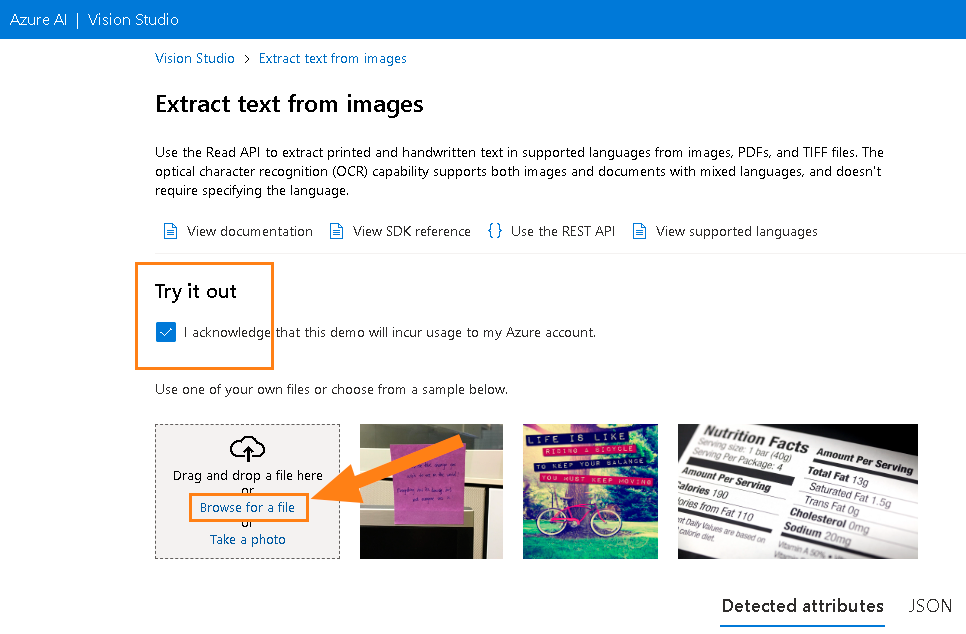 Azure AI | Vision Studio
Vision Studio > Extract text from images
Extract text from images
Use the Read API to extract printed and handwritten text in supported languages from images, PDFs, and TIFF files. The
optical character recognition (OCR) capability supports both images and documents with mixed languages, and doesn't
require specifying the language.
View documentation View SDK reference {} Use the REST API View supported languages
Try it out
I acknowledge that this demo will incur usage to my Azure account.
Use one of your own files or choose from a sample below.
Drag and drop a file here
or
Browse for a file
or
Take a photo
LIFE IS LIKE
RIDING A BICYCLE
TO KEEP YOUR BALANCE
YOU MUST KEEP MOVING
Nutrition Facts
Serving size: 1 bar (40g)
Serving Per Package: 4
Amount Per Serving
Calories 190
ories from Fat 110
nt Daily Values are based on
calorie diet.
Amount Per Serving
Total Fat 13g
Saturated Fat 1.5g
Trans Fat 0g
Cholesterol 0mg
Sodium 20mg
Vitamin A 50%
Detected attributes JSON